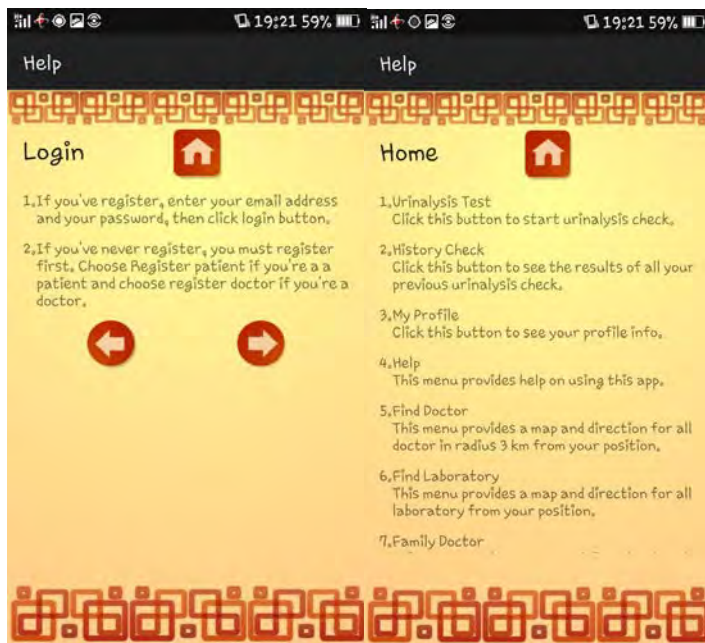 19:21 59%
Help
Login
1.If you've register, enter your email address
and your password, then click login button.
2.If you've never register, you must register
first. Choose Register patient if you're a a
patient and choose register doctor if you're a
doctor.
19:21 59%
Help
Home
1.Urinalysis Test
Click this button to start urinalysis check.
2.History Check
Click this button to see the results of all your
previous urinalysis check.
3.My Profile
Click this button to see your profile info.
4.Help
This menu provides help on using this app.
5.Find Doctor
This menu provides a map and direction for all
doctor in radius 3 km from your position.
6.Find Laboratory
This menu provides a map and direction for all
laboratory from your position.
7.Family Doctor